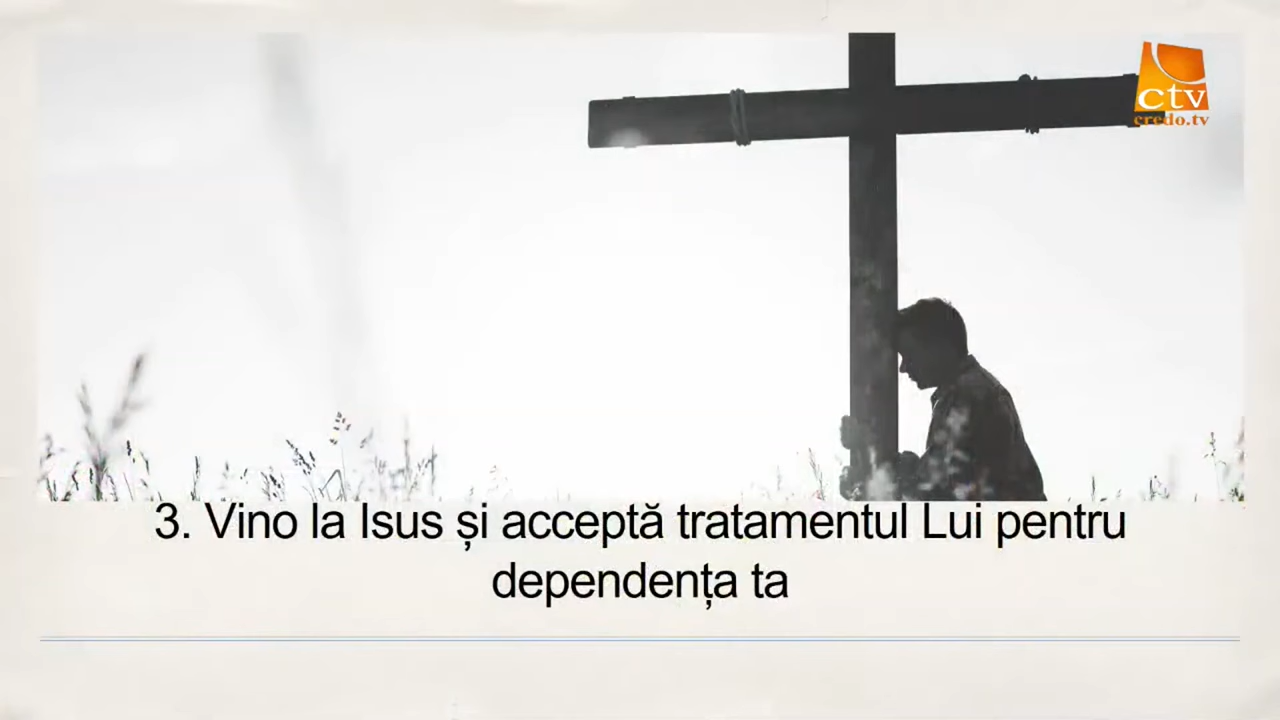 ctv
credo.tv
3. Vino la Isus și acceptă tratamentul Lui pentru
dependența ta